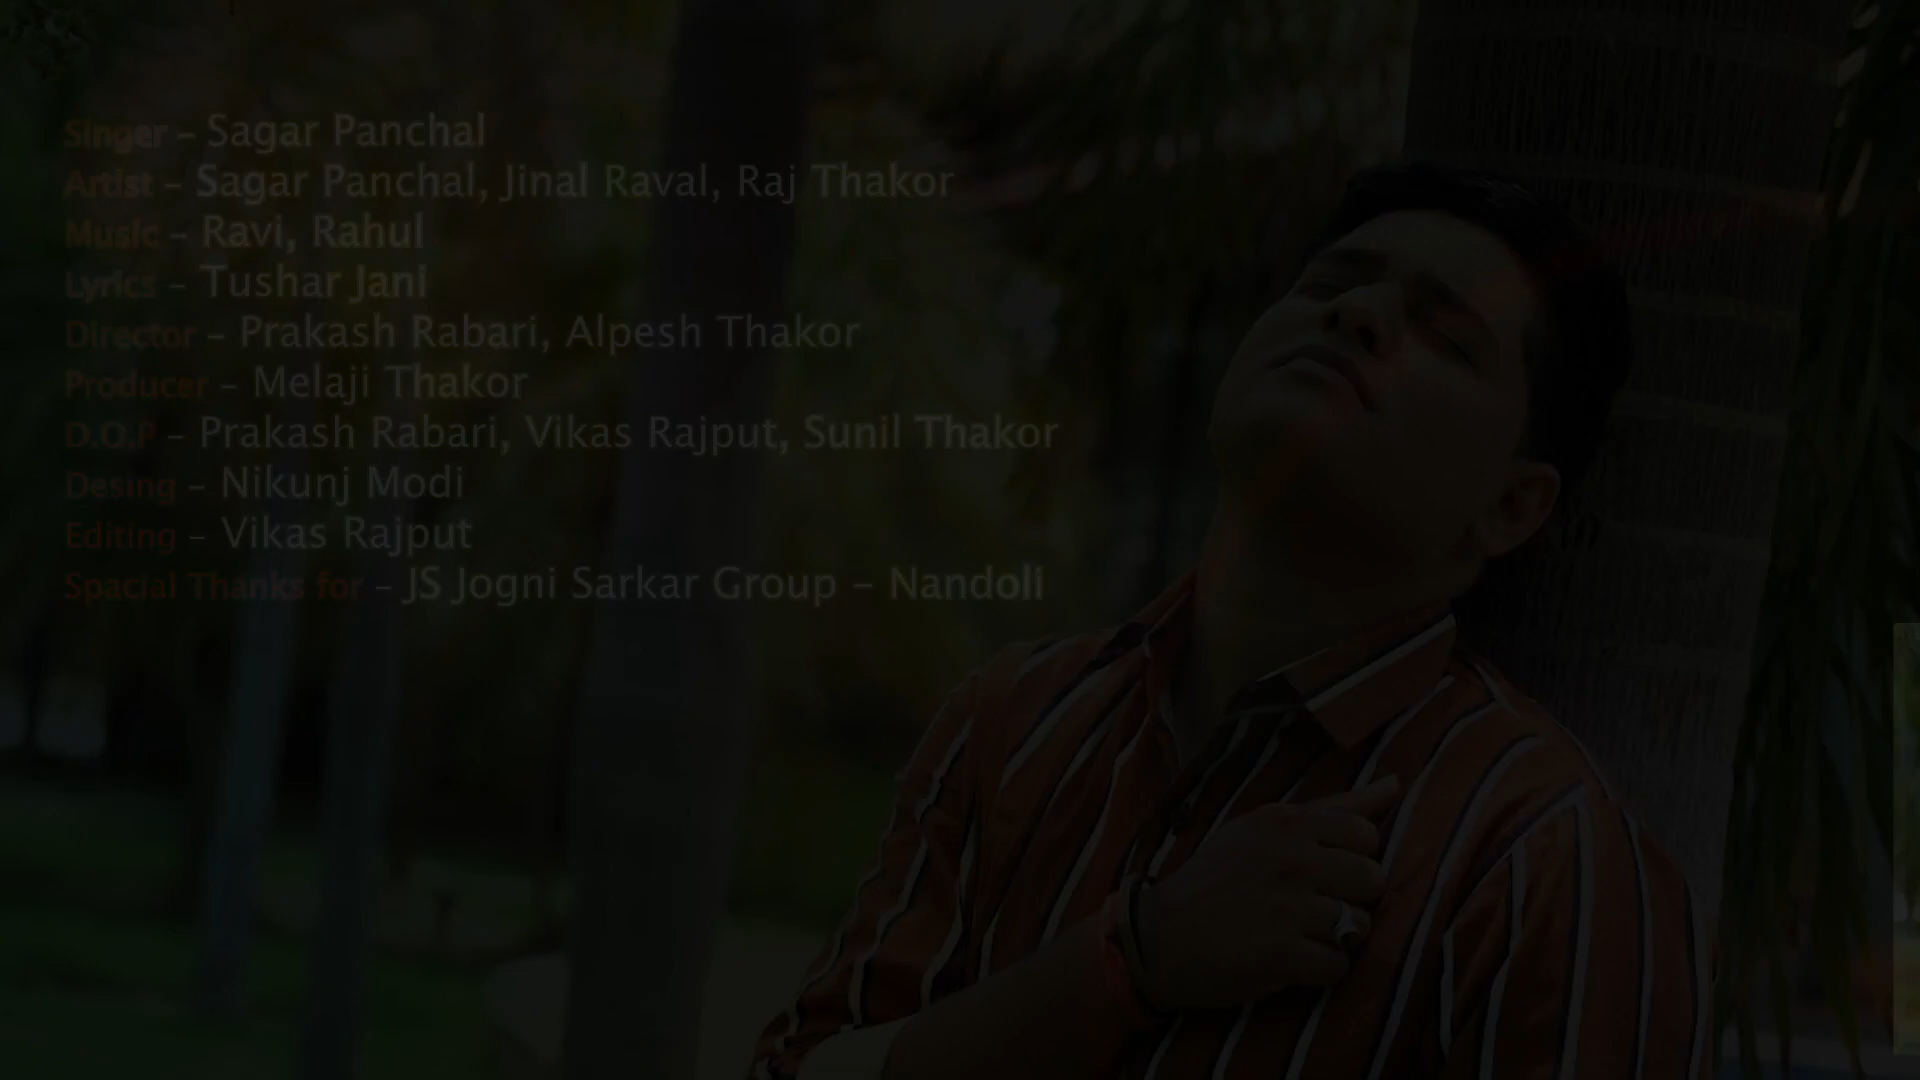 Singer – Sagar Panchal
Artist – Sagar Panchal, Jinal Raval, Raj Thakor
Music – Ravi, Rahul
Lyrics – Tushar Jani
Director – Prakash Rabari, Alpesh Thakor
Producer – Melaji Thakor
D.O.P – Prakash Rabari, Vikas Rajput, Sunil Thakor
Desing – Nikunj Modi
Editing – Vikas Rajput
Spacial Thanks for – JS Jogni Sarkar Group – Nandoli